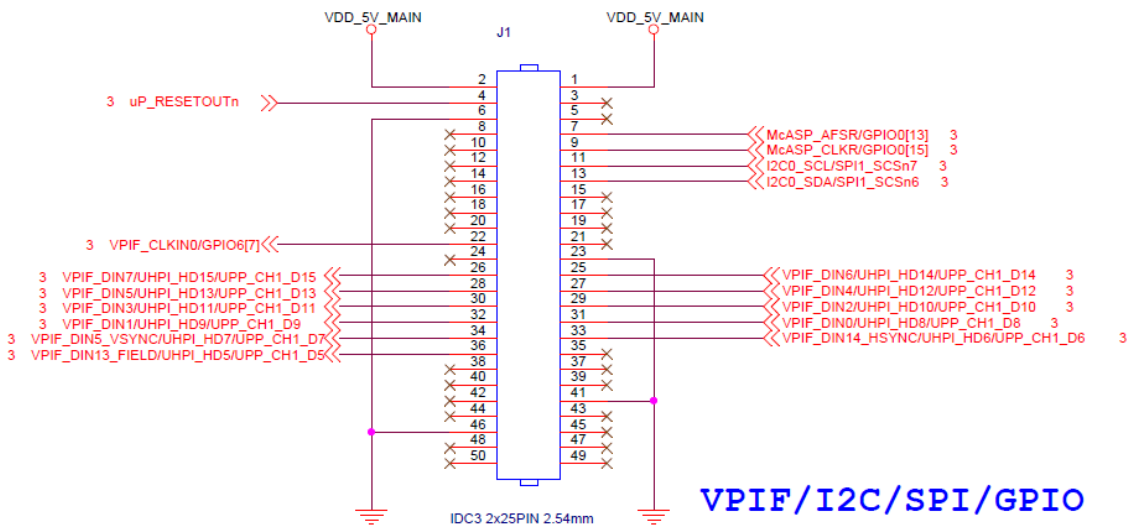 VDD_5V_MAIN VDD_5V_MAIN
J1
2 1
3 uP_RESETOUTn 4 3
6 5
8 7 McASP_AFSR/GPIO0[13] 3
10 9 McASP_CLKR/GPIO0[15] 3
12 11 I2C0_SCL/SPI1_SCSn7 3
14 13 I2C0_SDA/SPI1_SCSn6 3
16 15
18 17
20 19
3 VPIF_CLKIN0/GPIO6[7] 22 21
24 23
3 VPIF_DIN7/UHPI_HD15/UPP_CH1_D15 26 25 VPIF_DIN6/UHPI_HD14/UPP_CH1_D14 3
3 VPIF_DIN5/UHPI_HD13/UPP_CH1_D13 28 27 VPIF_DIN4/UHPI_HD12/UPP_CH1_D12 3
3 VPIF_DIN3/UHPI_HD11/UPP_CH1_D11 30 29 VPIF_DIN2/UHPI_HD10/UPP_CH1_D10 3
3 VPIF_DIN1/UHPI_HD9/UPP_CH1_D9 32 31 VPIF_DIN0/UHPI_HD8/UPP_CH1_D8 3
3 VPIF_DIN5_VSYNC/UHPI_HD7/UPP_CH1_D7 34 33 VPIF_DIN14_HSYNC/UHPI_HD6/UPP_CH1_D6 3
3 VPIF_DIN13_FIELD/UHPI_HD5/UPP_CH1_D5 36 35
38 37
40 39
42 41
44 43
46 45
48 47
50 49
IDC3 2x25PIN 2.54mm
VPIF/I2C/SPI/GPIO